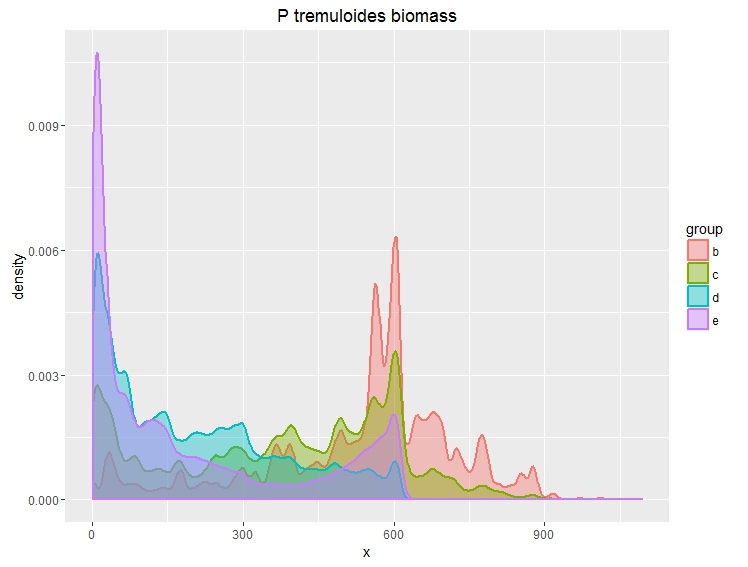 P tremuloides biomass
density
0.009
0.006
0.003
0.000
0
300
600
900
x
group
b
c
d
e